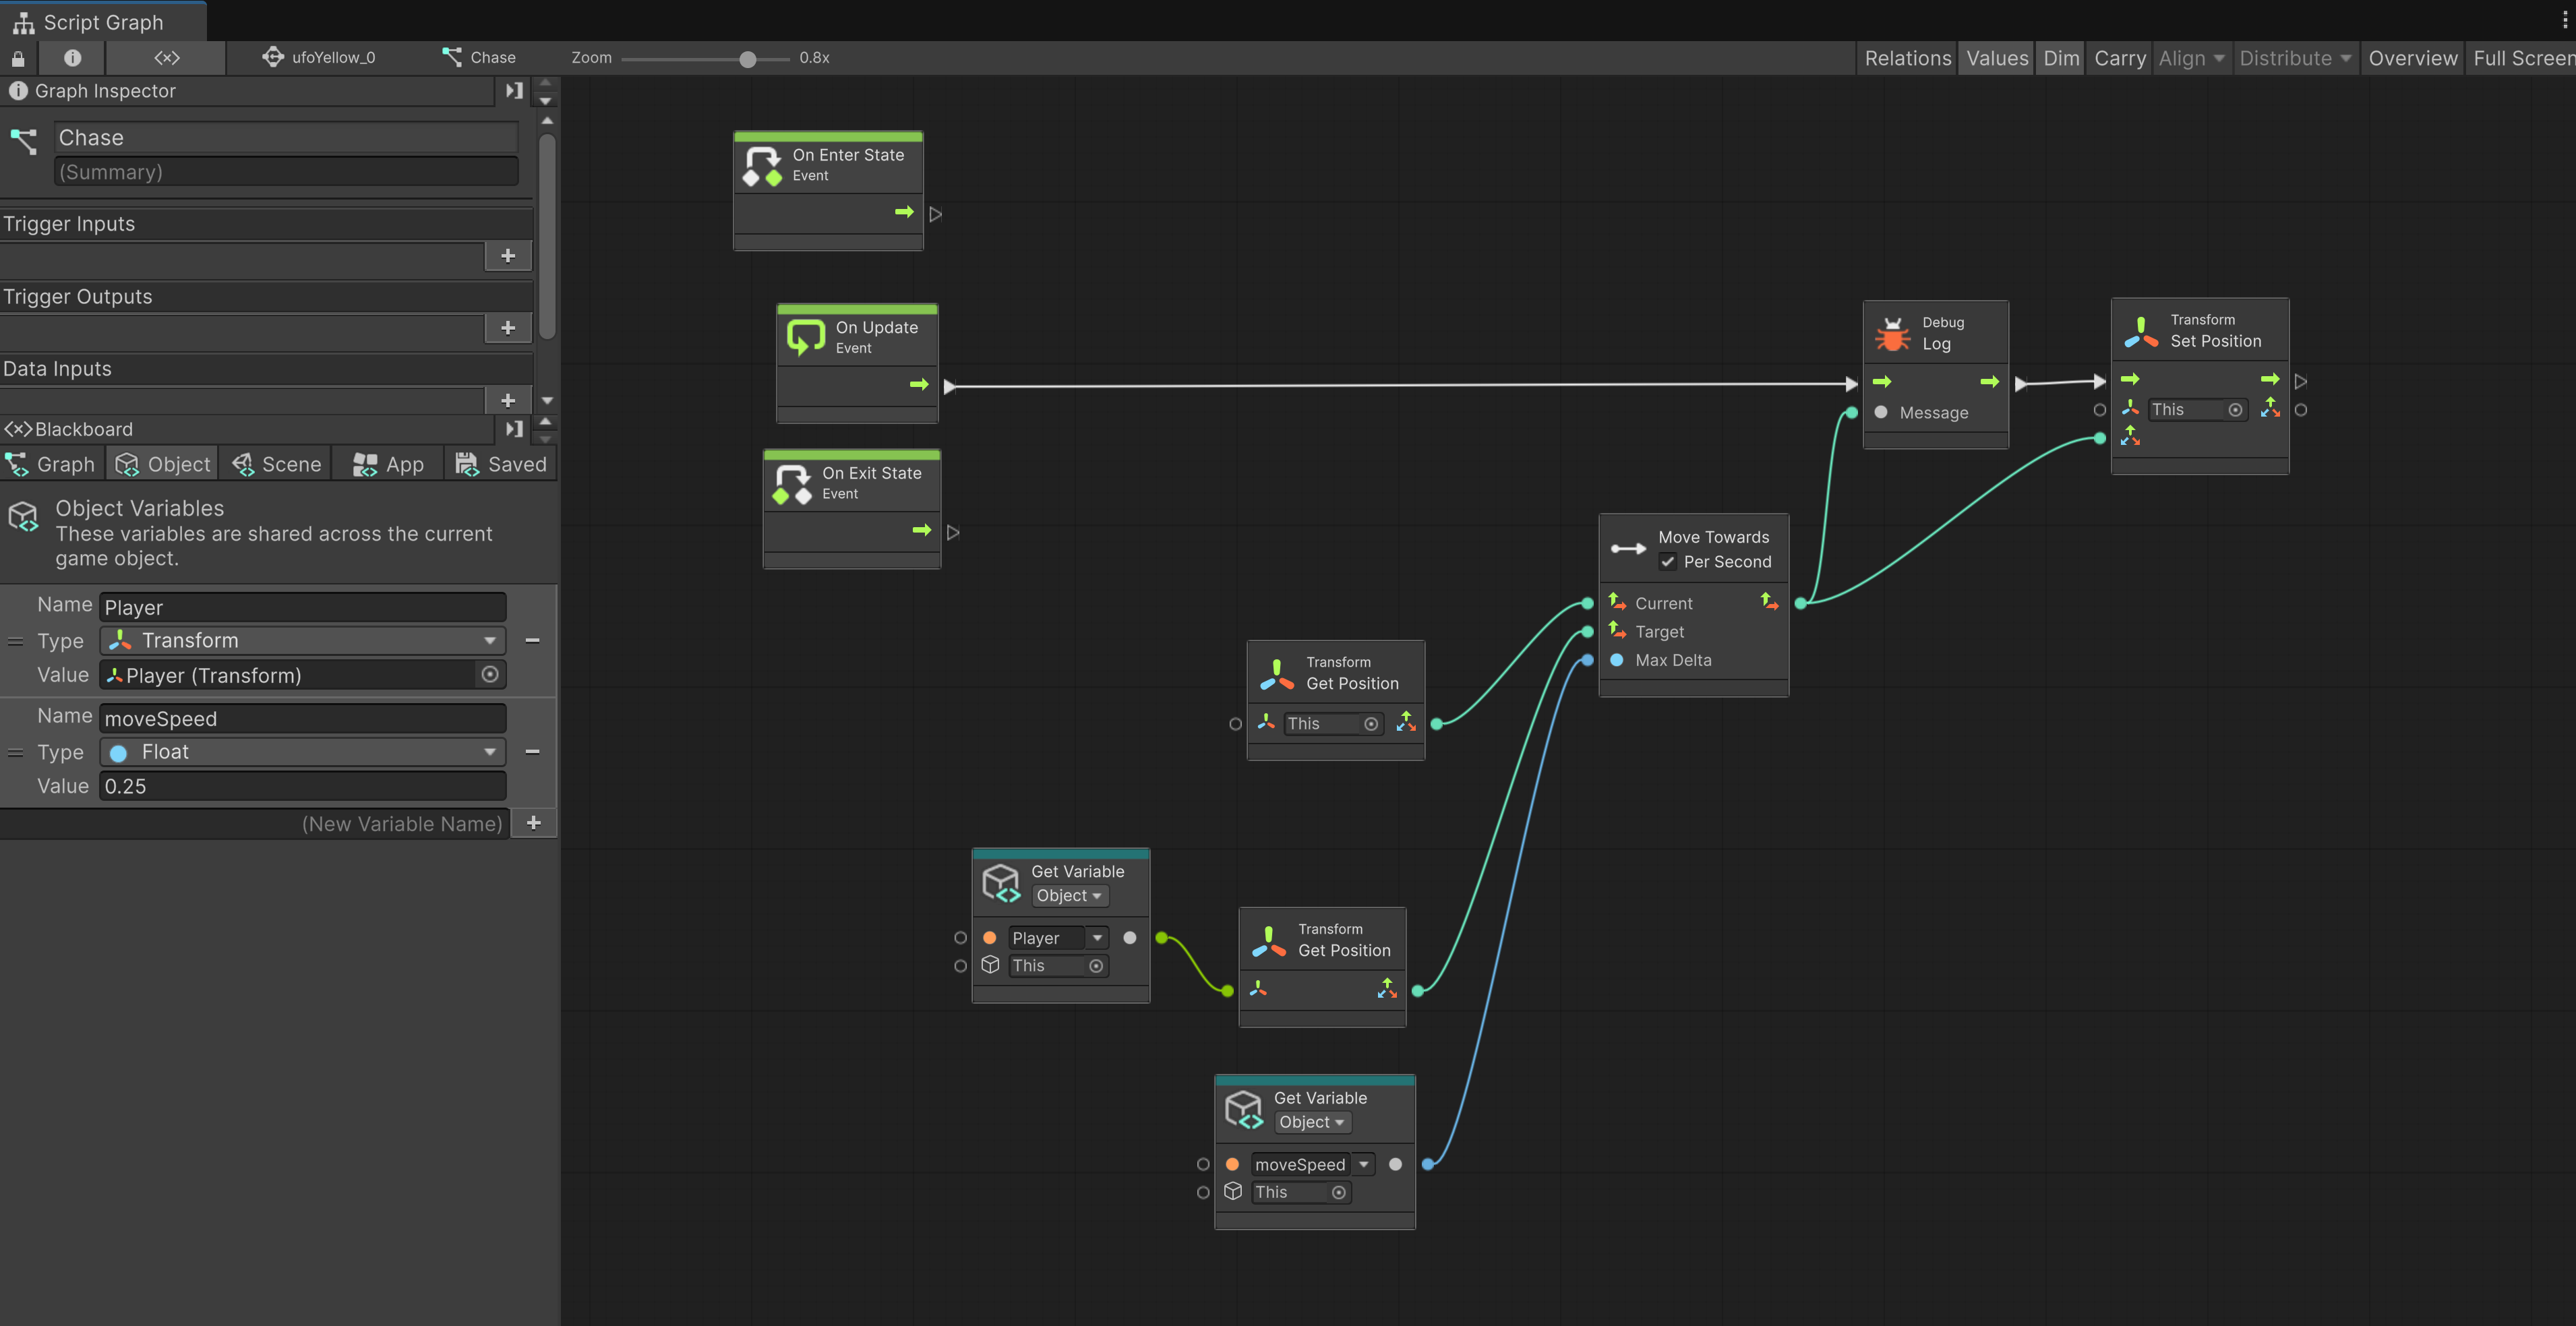 Script Graph
ufoYellow_0 Chase Zoom 0.8x Relations Values Dim Carry Align Distribute Overview Full Screen
Graph Inspector
Chase
(Summary)
Trigger Inputs
Trigger Outputs
Data Inputs
Blackboard
Graph Object Scene App Saved
Object Variables
These variables are shared across the current
game object.
Name Player
Type Transform
Value Player (Transform)
Name moveSpeed
Type Float
Value 0.25
(New Variable Name)
On Enter State
Event
On Update
Event
On Exit State
Event
Debug
Log
Message
Transform
Set Position
This
Move Towards
Per Second
Current
Target
Max Delta
Transform
Get Position
This
Get Variable
Object
Player
This
Transform
Get Position
Get Variable
Object
moveSpeed
This